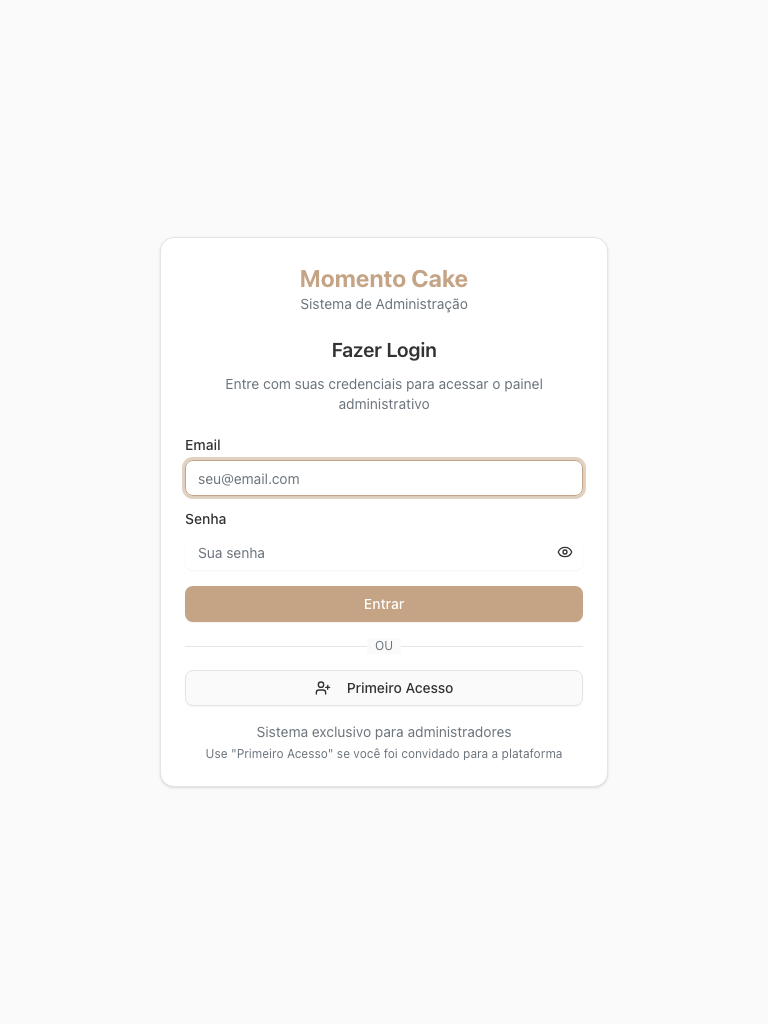 Momento Cake
Sistema de Administração
Fazer Login
Entre com suas credenciais para acessar o painel
administrativo
Email
seu@email.com
Senha
Sua senha
Entrar
OU
Primeiro Acesso
Sistema exclusivo para administradores
Use "Primeiro Acesso" se você foi convidado para a plataforma